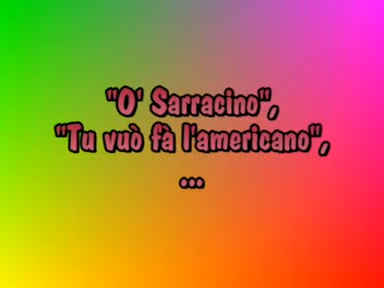 "O' Sarracino",
"Tu vuò fà l'americano",
...